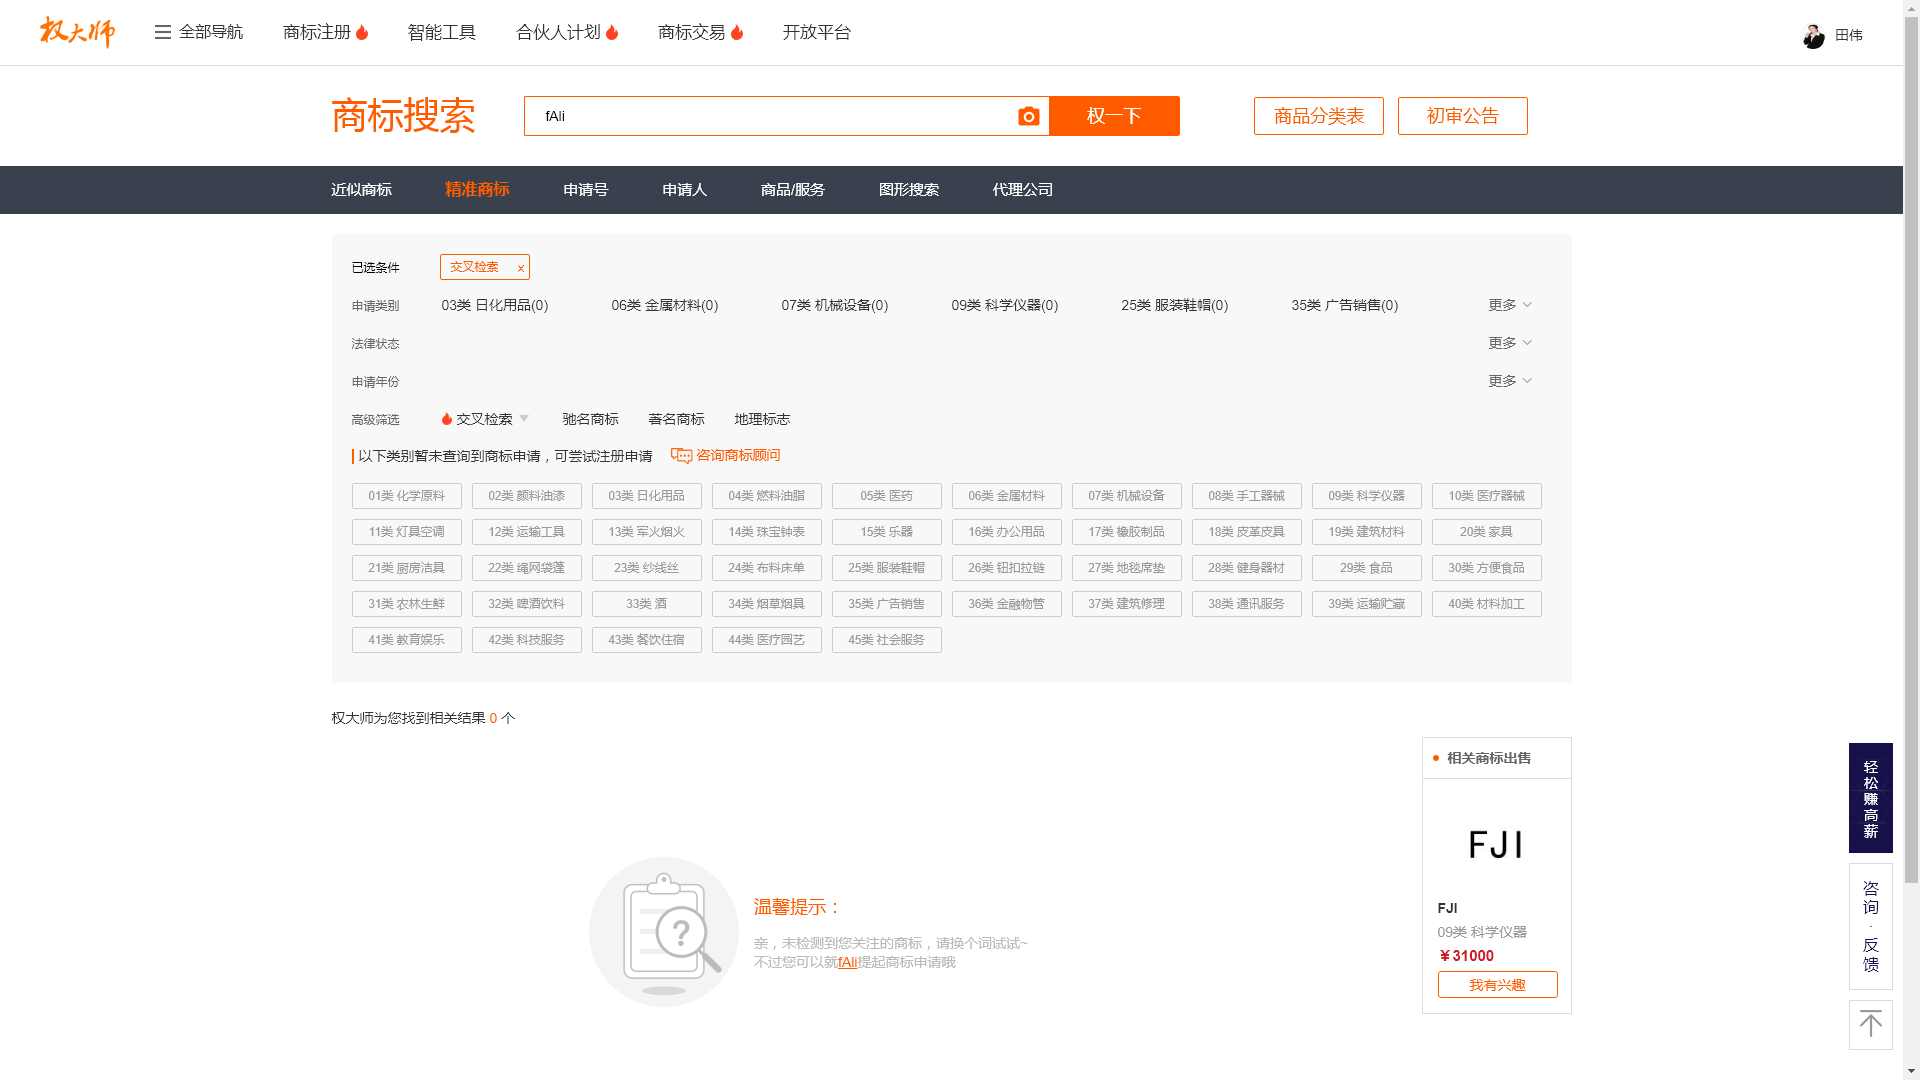 权大师
全部导航 商标注册 智能工具 合伙人计划 商标交易 开放平台 田伟
商标搜索 fAli 权一下 商品分类表 初审公告
近似商标 精准商标 申请号 申请人 商品/服务 图形搜索 代理公司
已选条件 交叉检索 x
申请类别 03类 日化用品(0) 06类 金属材料(0) 07类 机械设备(0) 09类 科学仪器(0) 25类 服装鞋帽(0) 35类 广告销售(0) 更多
法律状态 更多
申请年份 更多
高级筛选 交叉检索 驰名商标 著名商标 地理标志
以下类别暂未查询到商标申请，可尝试注册申请 咨询商标顾问
01类 化学原料 02类 颜料油漆 03类 日化用品 04类 燃料油脂 05类 医药 06类 金属材料 07类 机械设备 08类 手工器械 09类 科学仪器 10类 医疗器械
11类 灯具空调 12类 运输工具 13类 军火烟火 14类 珠宝钟表 15类 乐器 16类 办公用品 17类 橡胶制品 18类 皮革皮具 19类 建筑材料 20类 家具
21类 厨房洁具 22类 绳网袋蓬 23类 纱线丝 24类 布料床单 25类 服装鞋帽 26类 钮扣拉链 27类 地毯席垫 28类 健身器材 29类 食品 30类 方便食品
31类 农林生鲜 32类 啤酒饮料 33类 酒 34类 烟草烟具 35类 广告销售 36类 金融物管 37类 建筑修理 38类 通讯服务 39类 运输贮藏 40类 材料加工
41类 教育娱乐 42类 科技服务 43类 餐饮住宿 44类 医疗园艺 45类 社会服务
权大师为您找到相关结果 0 个
温馨提示：
亲，未检测到您关注的商标，请换个词试试~
不过您可以就fAli提起商标申请哦
相关商标出售
FJI
FJI
09类 科学仪器
￥31000
我有兴趣
轻松赚高薪
咨询·反馈